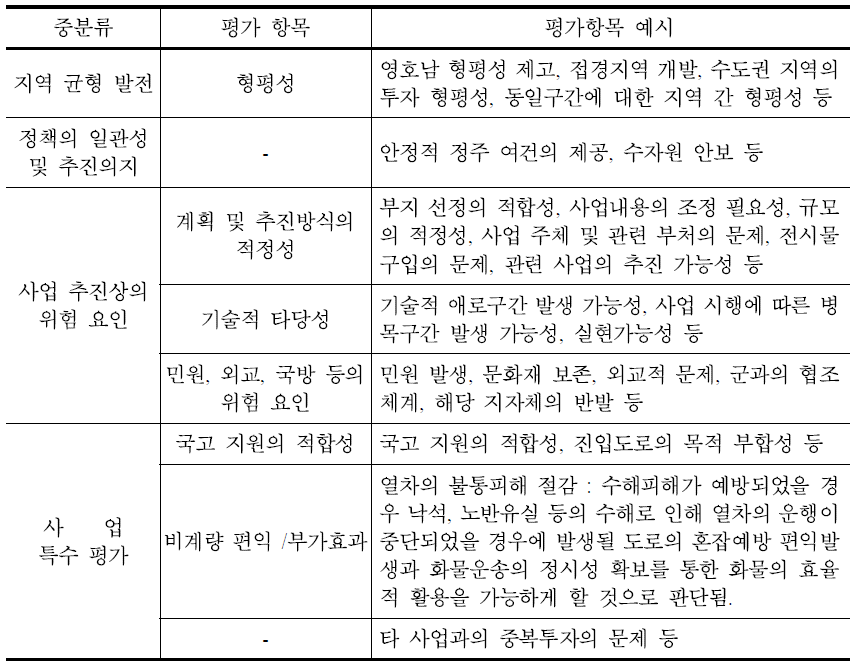 중분류 평가 항목 평가항목 예시
지역 균형 발전 형평성
영호남 형평성 제고, 접경지역 개발, 수도권 지역의
투자 형평성, 동일구간에 대한 지역 간 형평성 등
정책의 일관성
및 추진의지
-
안정적 정주 여건의 제공, 수자원 안보 등
사업 추진상의
위험 요인
계획 및 추진방식의
적정성
부지 선정의 적합성, 사업내용의 조정 필요성, 규모
의 적정성, 사업 주체 및 관련 부처의 문제, 전시물
구입의 문제, 관련 사업의 추진 가능성 등
기술적 타당성
기술적 애로구간 발생 가능성, 사업 시행에 따른 병
목구간 발생 가능성, 실현가능성 등
민원, 외교, 국방 등의
위험 요인
민원 발생, 문화재 보존, 외교적 문제, 군과의 협조
체계, 해당 지자체의 반발 등
사 업
특수 평가
국고 지원의 적합성
국고 지원의 적합성, 진입도로의 목적 부합성 등
비계량 편익 /부가효과
열차의 불통피해 절감 : 수해피해가 예방되었을 경
우 낙석, 노반유실 등의 수해로 인해 열차의 운행이
중단되었을 경우에 발생될 도로의 혼잡예방 편익발
생과 화물운송의 정시성 확보를 통한 화물의 효율
적 활용을 가능하게 할 것으로 판단됨.
-
타 사업과의 중복투자의 문제 등